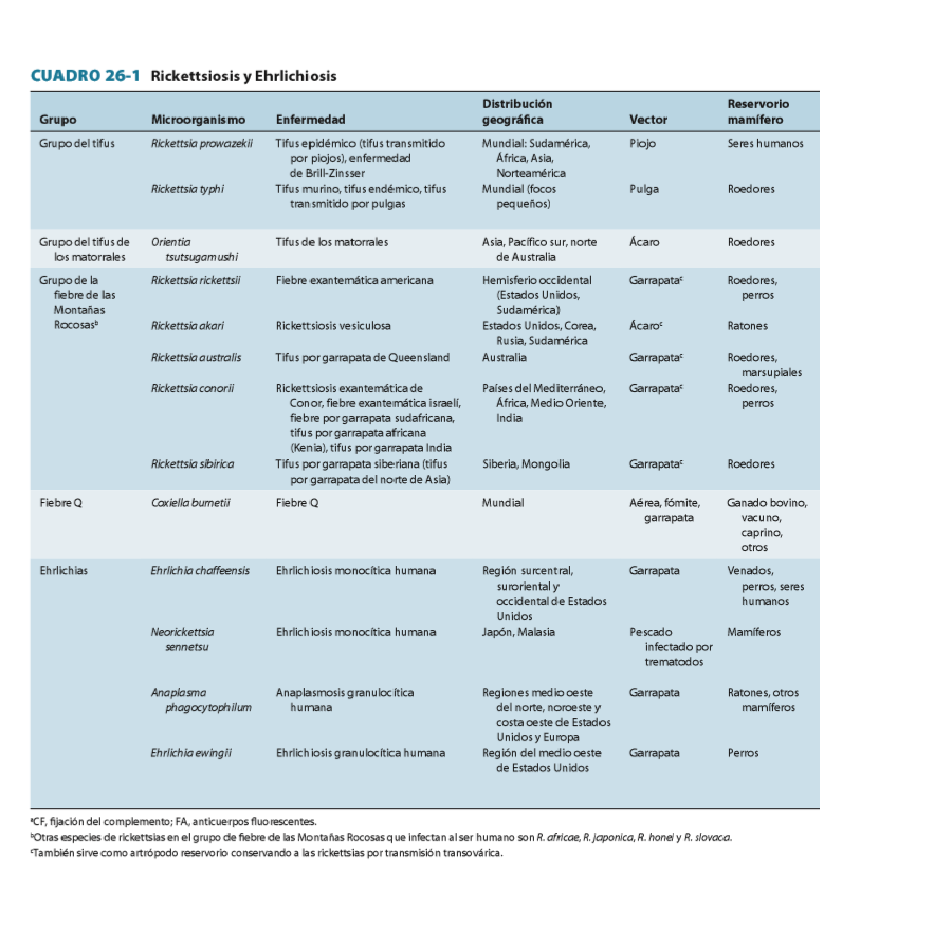 CUADRO 26-1 Rickettsiosis y Ehrlichiosis
Distribución Reservorio
Grupo Microorganismo Enfermedad geográfica Vector mamífero
Grupo del tifus Rickettsia prowazekii Tifus epidémico (tifus transmitido Mundial: Sudamérica, Piojo Seres humanos
por piojos), enfermedad África, Asia,
de Brill-Zinsser Norteamérica
Rickettsia typhi Tifus murino, tifus endémico, tifus Mundial (focos Pulga Roedores
transmitido por pulgas pequeños)
Grupo del tifus de Orientia Tifus de los matorrales Asia, Pacífico sur, norte Ácaro Roedores
los matorrales tsutsugamushi de Australia
Grupo de la Rickettsia rickettsii Fiebre exantemática americana Hemisferio occidental Garrapataᶜ Roedores,
fiebre de las (Estados Unidos, perros
Montañas Sudamérica)
Rocosasᵇ Rickettsia akari Rickettsiosis vesiculosa Estados Unidos, Corea, Ácaroᶜ Ratones
Rusia, Sudamérica
Rickettsia australis Tifus por garrapata de Queensland Australia Garrapataᶜ Roedores,
marsupiales
Rickettsia conorii Rickettsiosis exantemática de Países del Mediterráneo, Garrapataᶜ Roedores,
Conor, fiebre exantemática israelí, África, Medio Oriente, perros
fiebre por garrapata sudafricana, India
tifus por garrapata africana
(Kenia), tifus por garrapata India
Rickettsia sibirica Tifus por garrapata siberiana (tifus Siberia, Mongolia Garrapataᶜ Roedores
por garrapata del norte de Asia)
Fiebre Q Coxiella burnetii Fiebre Q Mundial Aérea, fómite, Ganado bovino,
garrapata vacuno,
caprino,
otros
Ehrlichias Ehrlichia chaffeensis Ehrlichiosis monocítica humana Región surcentral, Garrapata Venados,
suroriental y perros, seres
occidental de Estados humanos
Unidos
Neorickettsia Ehrlichiosis monocítica humana Japón, Malasia Pescado Mamíferos
sennetsu infectado por
trematodos
Anaplasma Anaplasmosis granulocítica Regiones medio oeste Garrapata Ratones, otros
phagocytophilum humana del norte, noroeste y mamíferos
costa oeste de Estados
Unidos y Europa
Ehrlichia ewingii Ehrlichiosis granulocítica humana Región del medio oeste Garrapata Perros
de Estados Unidos
ᵃCF, fijación del complemento; FA, anticuerpos fluorescentes.
ᵇOtras especies de rickettsias en el grupo de fiebre de las Montañas Rocosas que infectan al ser humano son R. africae, R. japonica, R. honei y R. slovaca.
ᶜTambién sirve como artrópodo reservorio conservando a las rickettsias por transmisión transovárica.